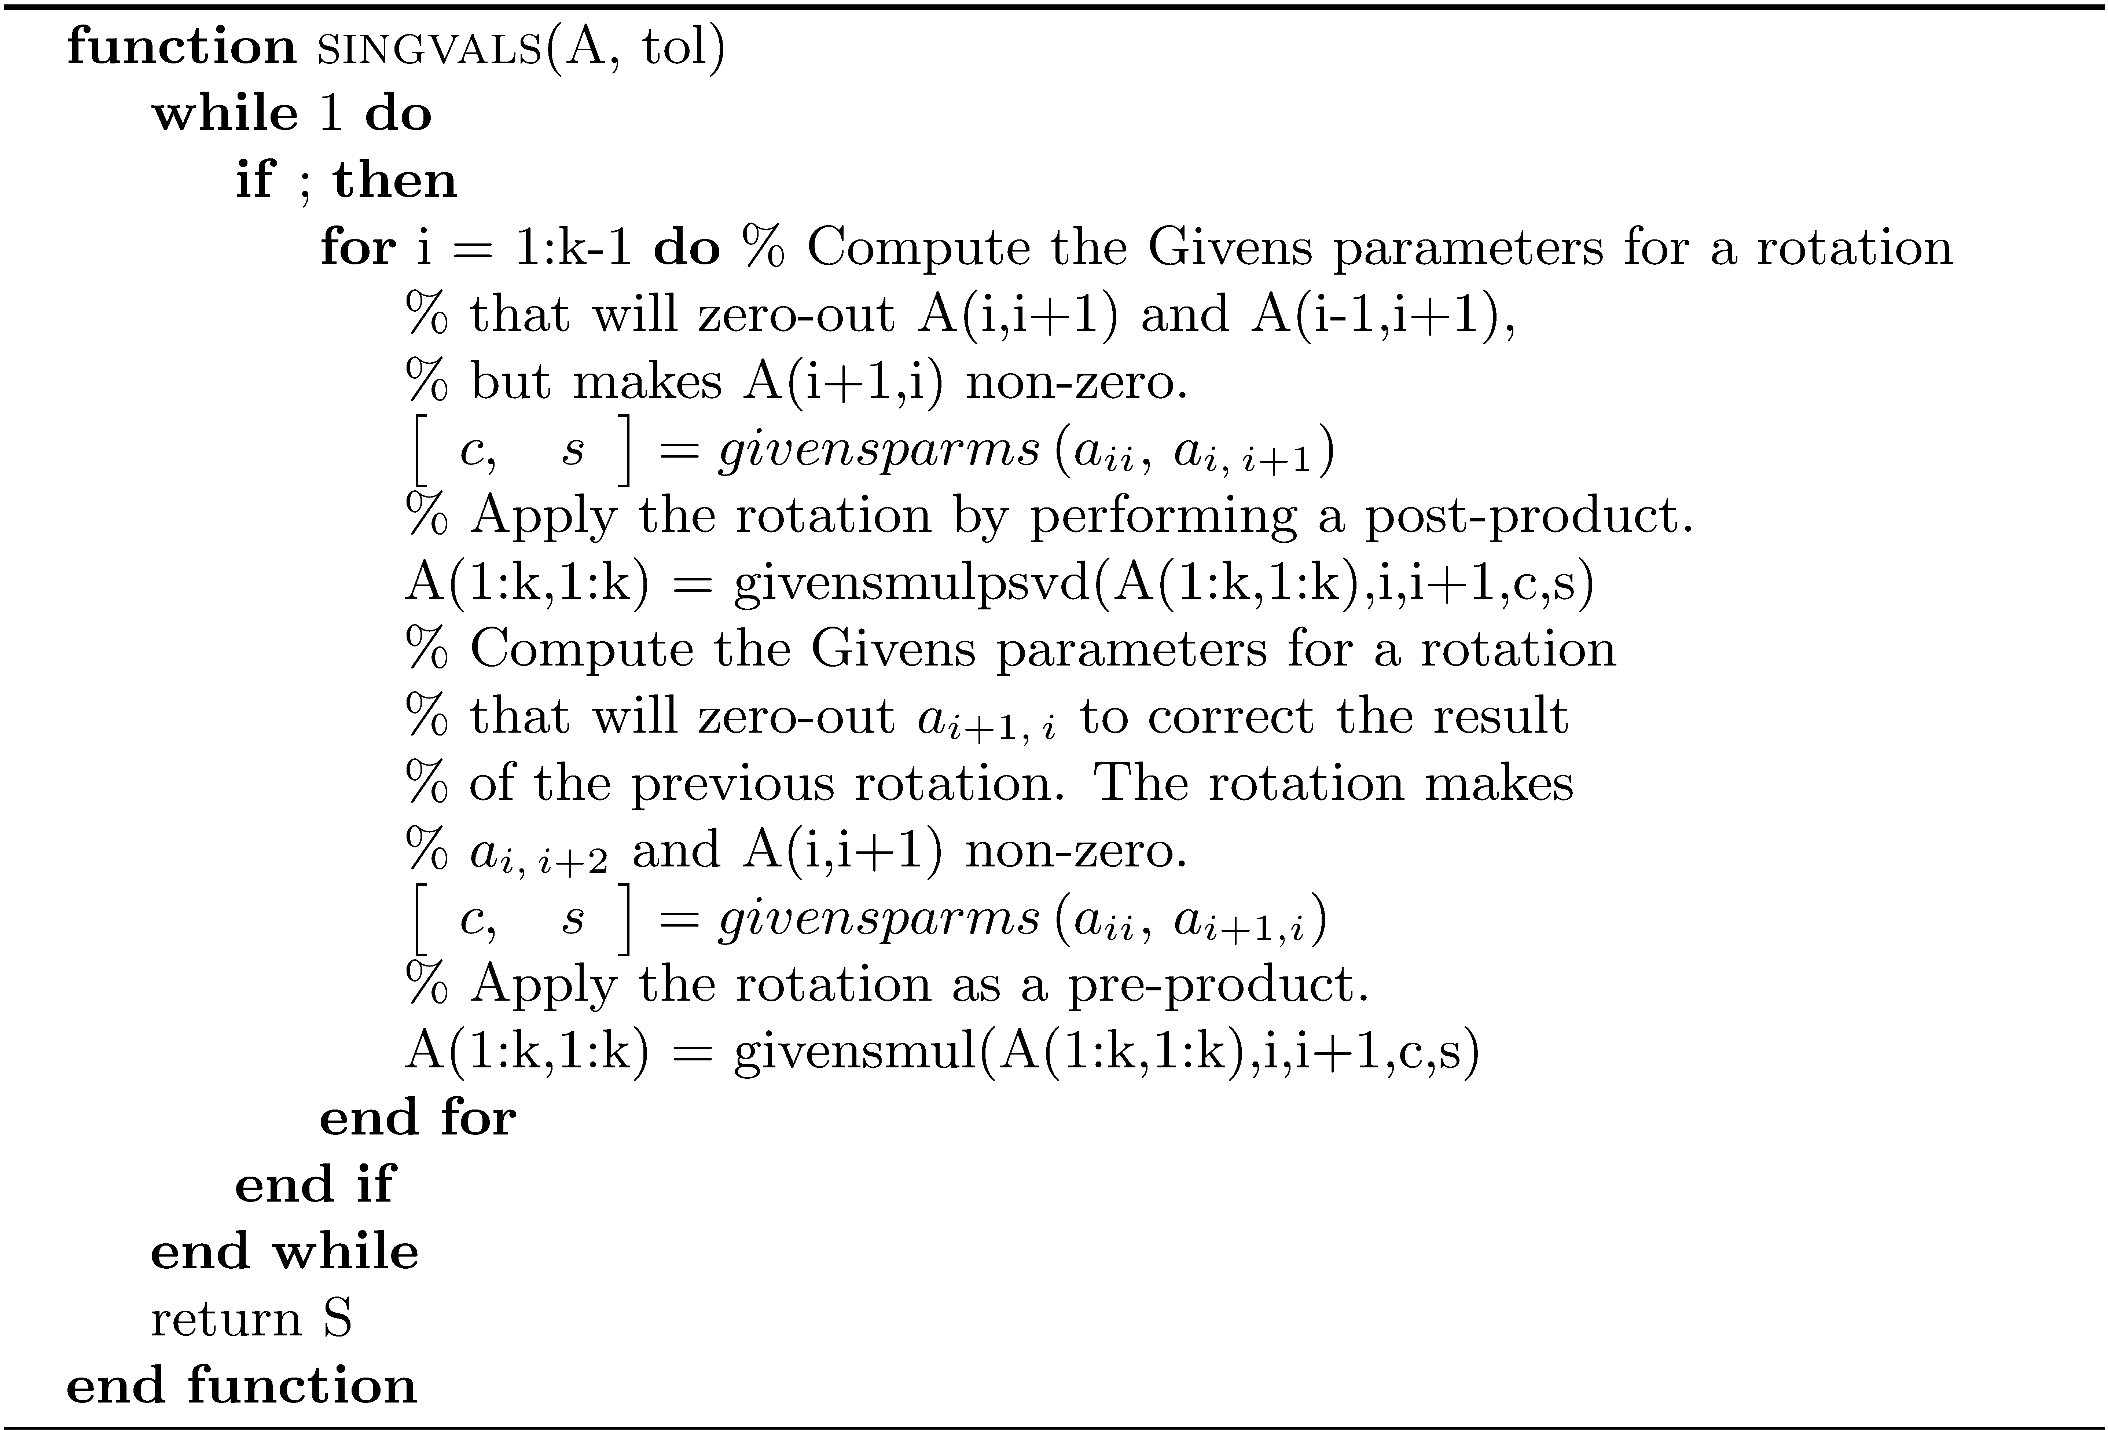 function SINGVALS(A, tol)
while 1 do
if ; then
for i = 1:k-1 do % Compute the Givens parameters for a rotation
% that will zero-out A(i,i+1) and A(i-1,i+1),
% but makes A(i+1,i) non-zero.
[ c, s ] = givensparms (a_{ii}, a_{i, i+1})
% Apply the rotation by performing a post-product.
A(1:k,1:k) = givensmulpsvd(A(1:k,1:k),i,i+1,c,s)
% Compute the Givens parameters for a rotation
% that will zero-out a_{i+1, i} to correct the result
% of the previous rotation. The rotation makes
% a_{i, i+2} and A(i,i+1) non-zero.
[ c, s ] = givensparms (a_{ii}, a_{i+1,i})
% Apply the rotation as a pre-product.
A(1:k,1:k) = givensmul(A(1:k,1:k),i,i+1,c,s)
end for
end if
end while
return S
end function